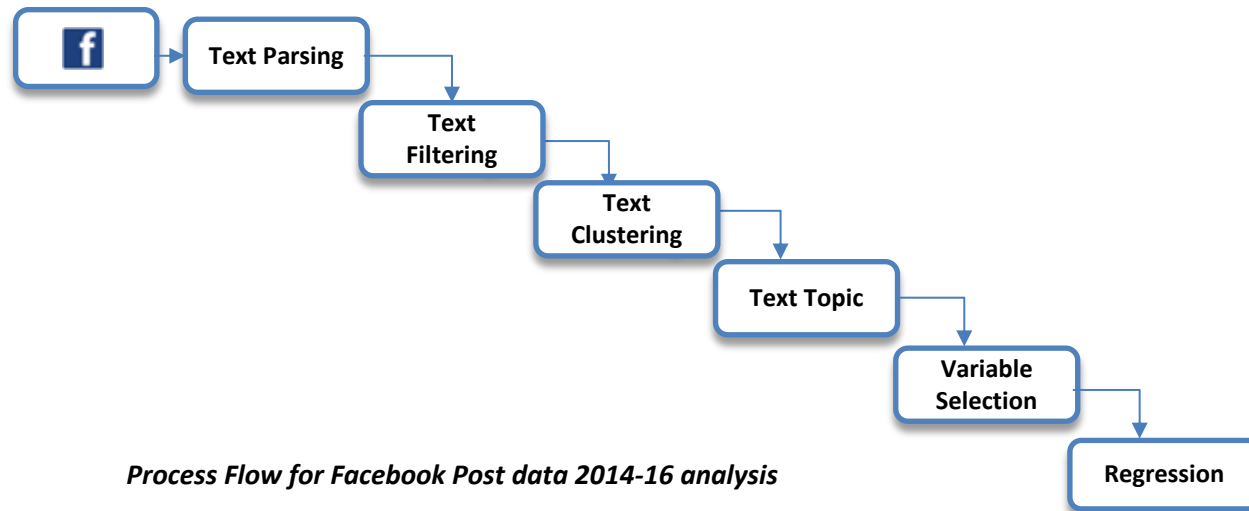 f
Text Parsing
Text
Filtering
Text
Clustering
Text Topic
Variable
Selection
Regression
Process Flow for Facebook Post data 2014-16 analysis